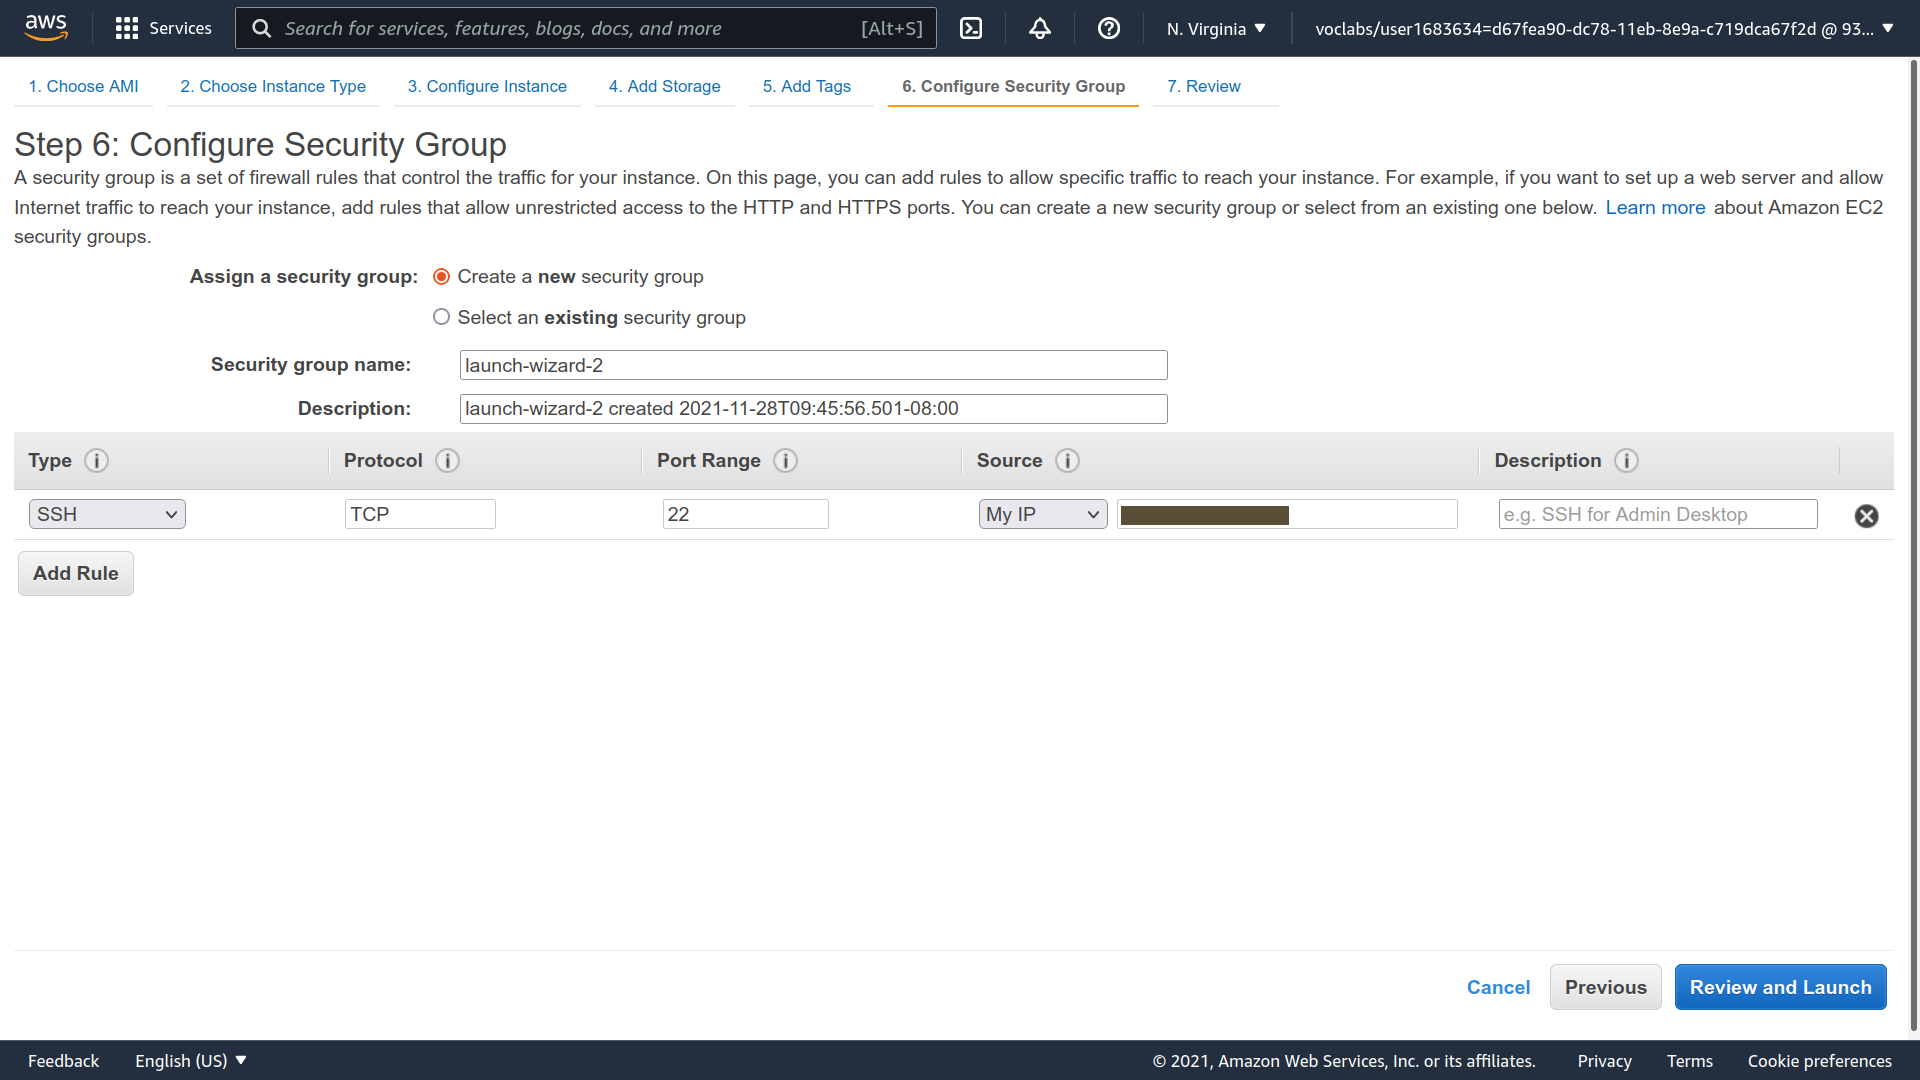 aws
Services
Search for services, features, blogs, docs, and more [Alt+S]
N. Virginia
voclabs/user1683634=d67fea90-dc78-11eb-8e9a-c719dca67f2d @ 93...
1. Choose AMI 2. Choose Instance Type 3. Configure Instance 4. Add Storage 5. Add Tags 6. Configure Security Group 7. Review
Step 6: Configure Security Group
A security group is a set of firewall rules that control the traffic for your instance. On this page, you can add rules to allow specific traffic to reach your instance. For example, if you want to set up a web server and allow
Internet traffic to reach your instance, add rules that allow unrestricted access to the HTTP and HTTPS ports. You can create a new security group or select from an existing one below. Learn more about Amazon EC2
security groups.
Assign a security group: Create a new security group
Select an existing security group
Security group name: launch-wizard-2
Description: launch-wizard-2 created 2021-11-28T09:45:56.501-08:00
Type i Protocol i Port Range i Source i Description i
SSH TCP 22 My IP e.g. SSH for Admin Desktop
Add Rule
Cancel Previous Review and Launch
Feedback English (US) © 2021, Amazon Web Services, Inc. or its affiliates. Privacy Terms Cookie preferences